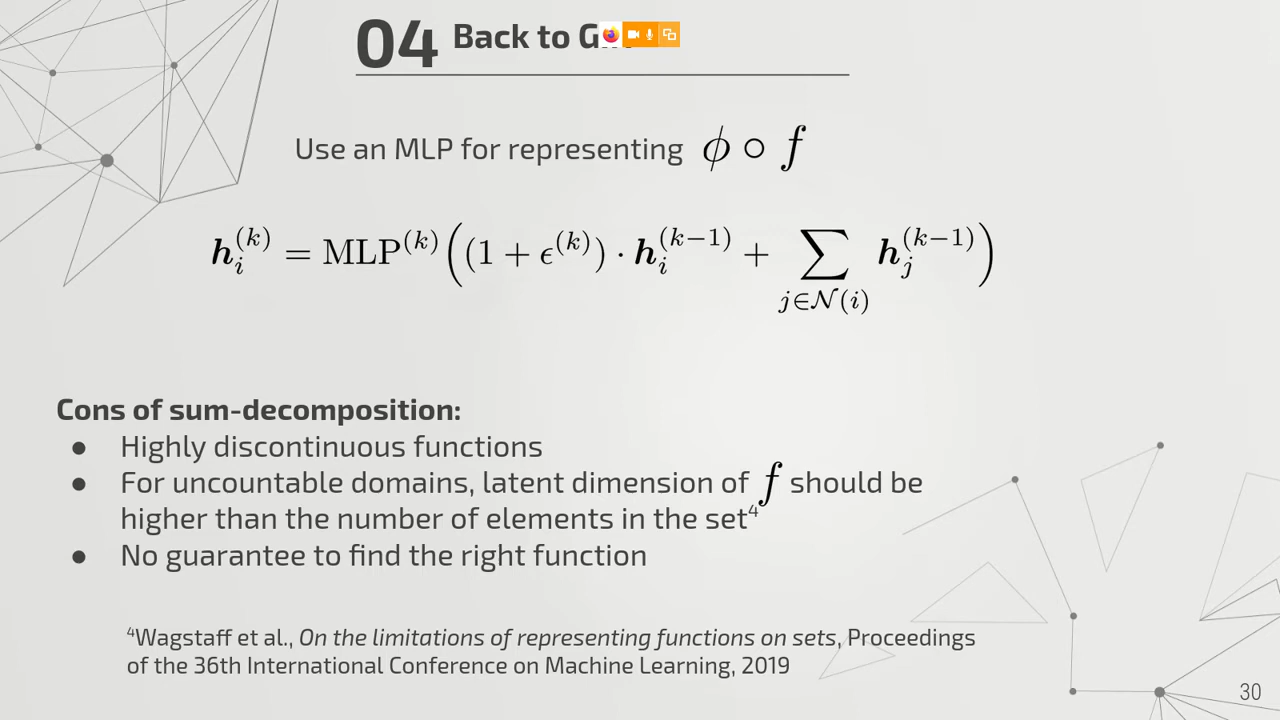 04 Back to
Use an MLP for representing ϕ ∘ f
h_i^{(k)} = MLP^{(k)}((1 + ϵ^{(k)}) · h_i^{(k−1)} + ∑_{j∈𝒩(i)} h_j^{(k−1)})
Cons of sum-decomposition:
● Highly discontinuous functions
● For uncountable domains, latent dimension of f should be
higher than the number of elements in the set⁴
● No guarantee to find the right function
⁴Wagstaff et al., On the limitations of representing functions on sets, Proceedings
of the 36th International Conference on Machine Learning, 2019
30